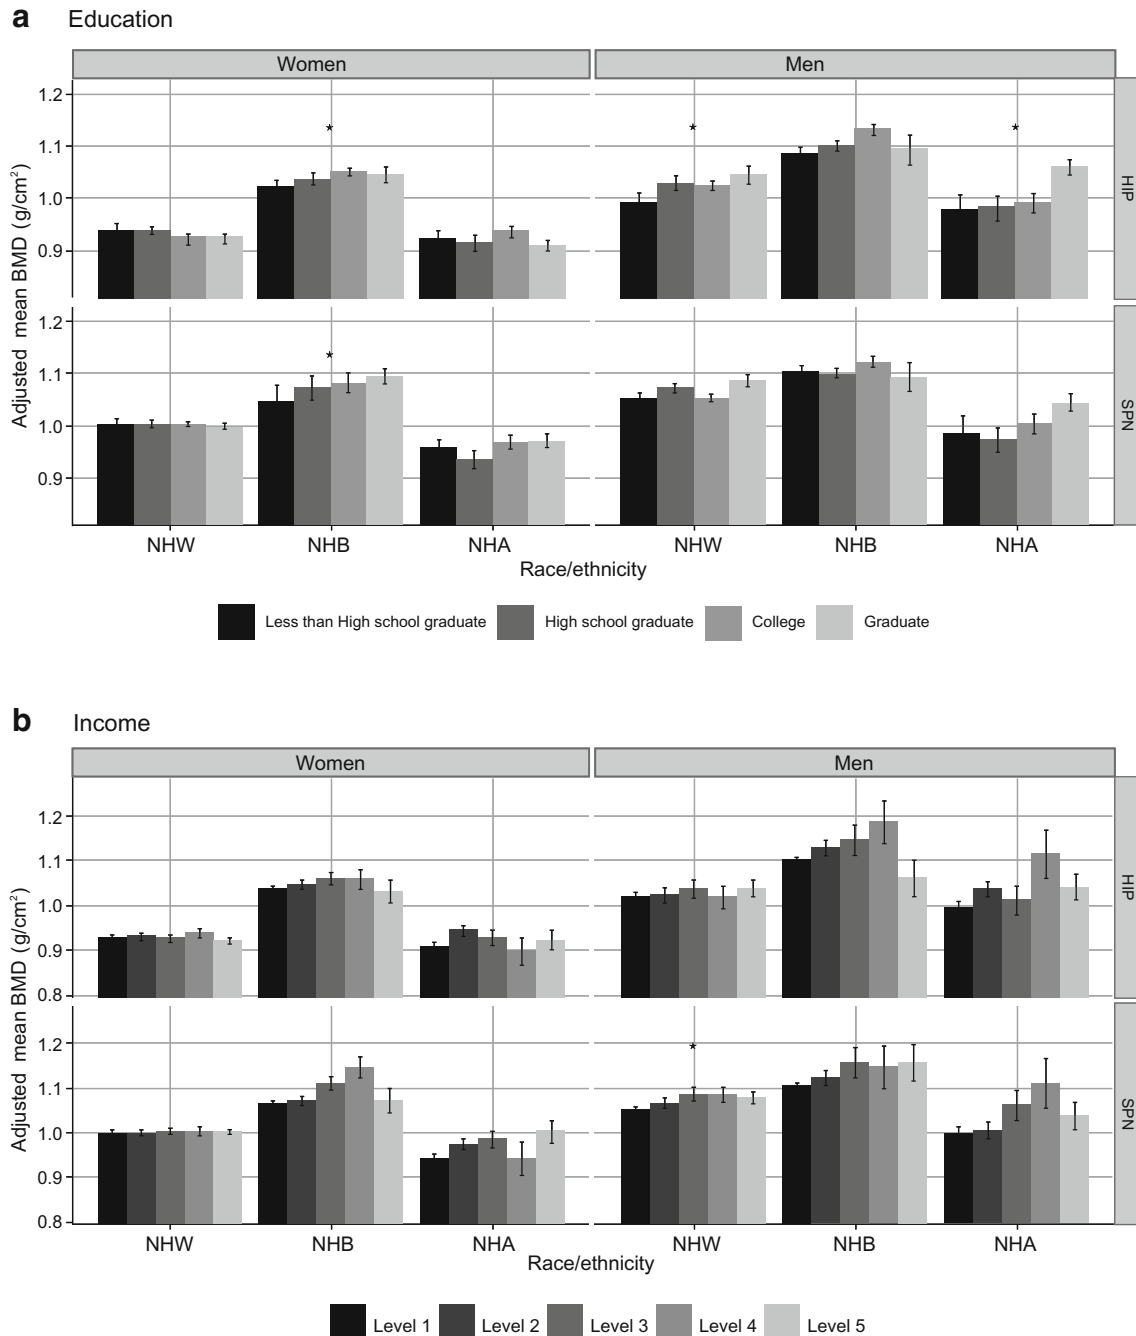 a Education
Women Men
1.2
1.1
1.0
0.9
HIP
*
*
*
Adjusted mean BMD (g/cm²)
1.2
1.1
1.0
0.9
SPN
*
NHW NHB NHA NHW NHB NHA
Race/ethnicity
Less than High school graduate High school graduate College Graduate
b Income
Women Men
1.2
1.1
1.0
0.9
0.8
HIP
Adjusted mean BMD (g/cm²)
1.2
1.1
1.0
0.9
0.8
SPN
*
NHW NHB NHA NHW NHB NHA
Race/ethnicity
Level 1 Level 2 Level 3 Level 4 Level 5